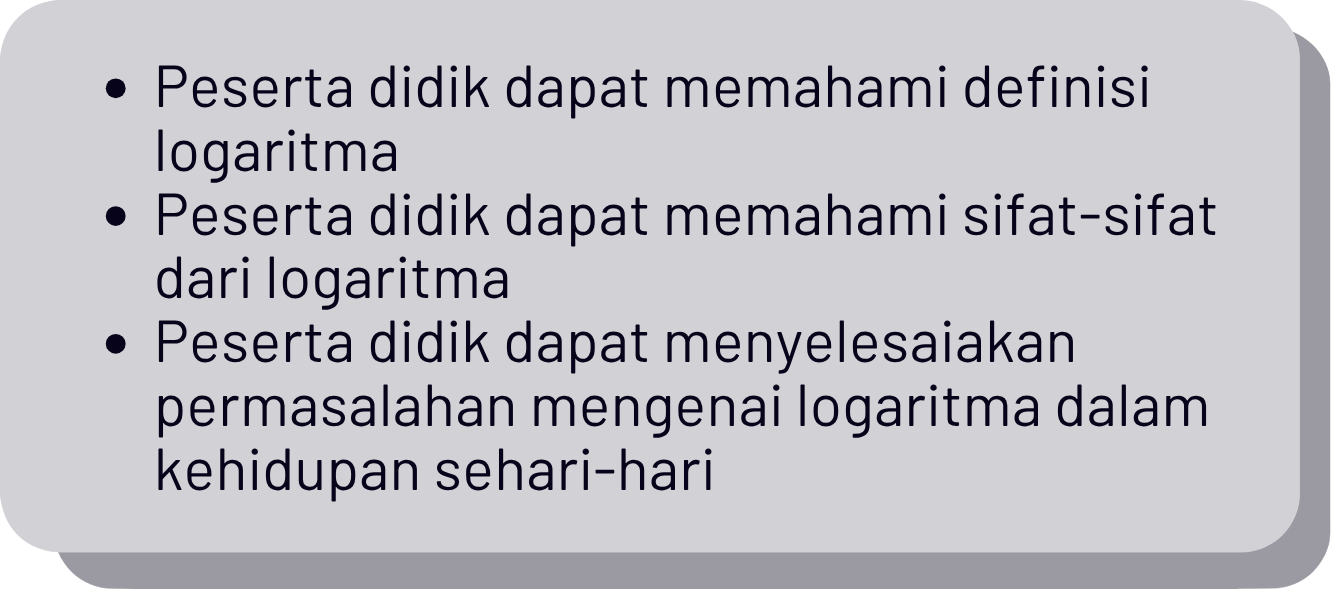 • Peserta didik dapat memahami definisi
logaritma
• Peserta didik dapat memahami sifat-sifat
dari logaritma
• Peserta didik dapat menyelesaiakan
permasalahan mengenai logaritma dalam
kehidupan sehari-hari